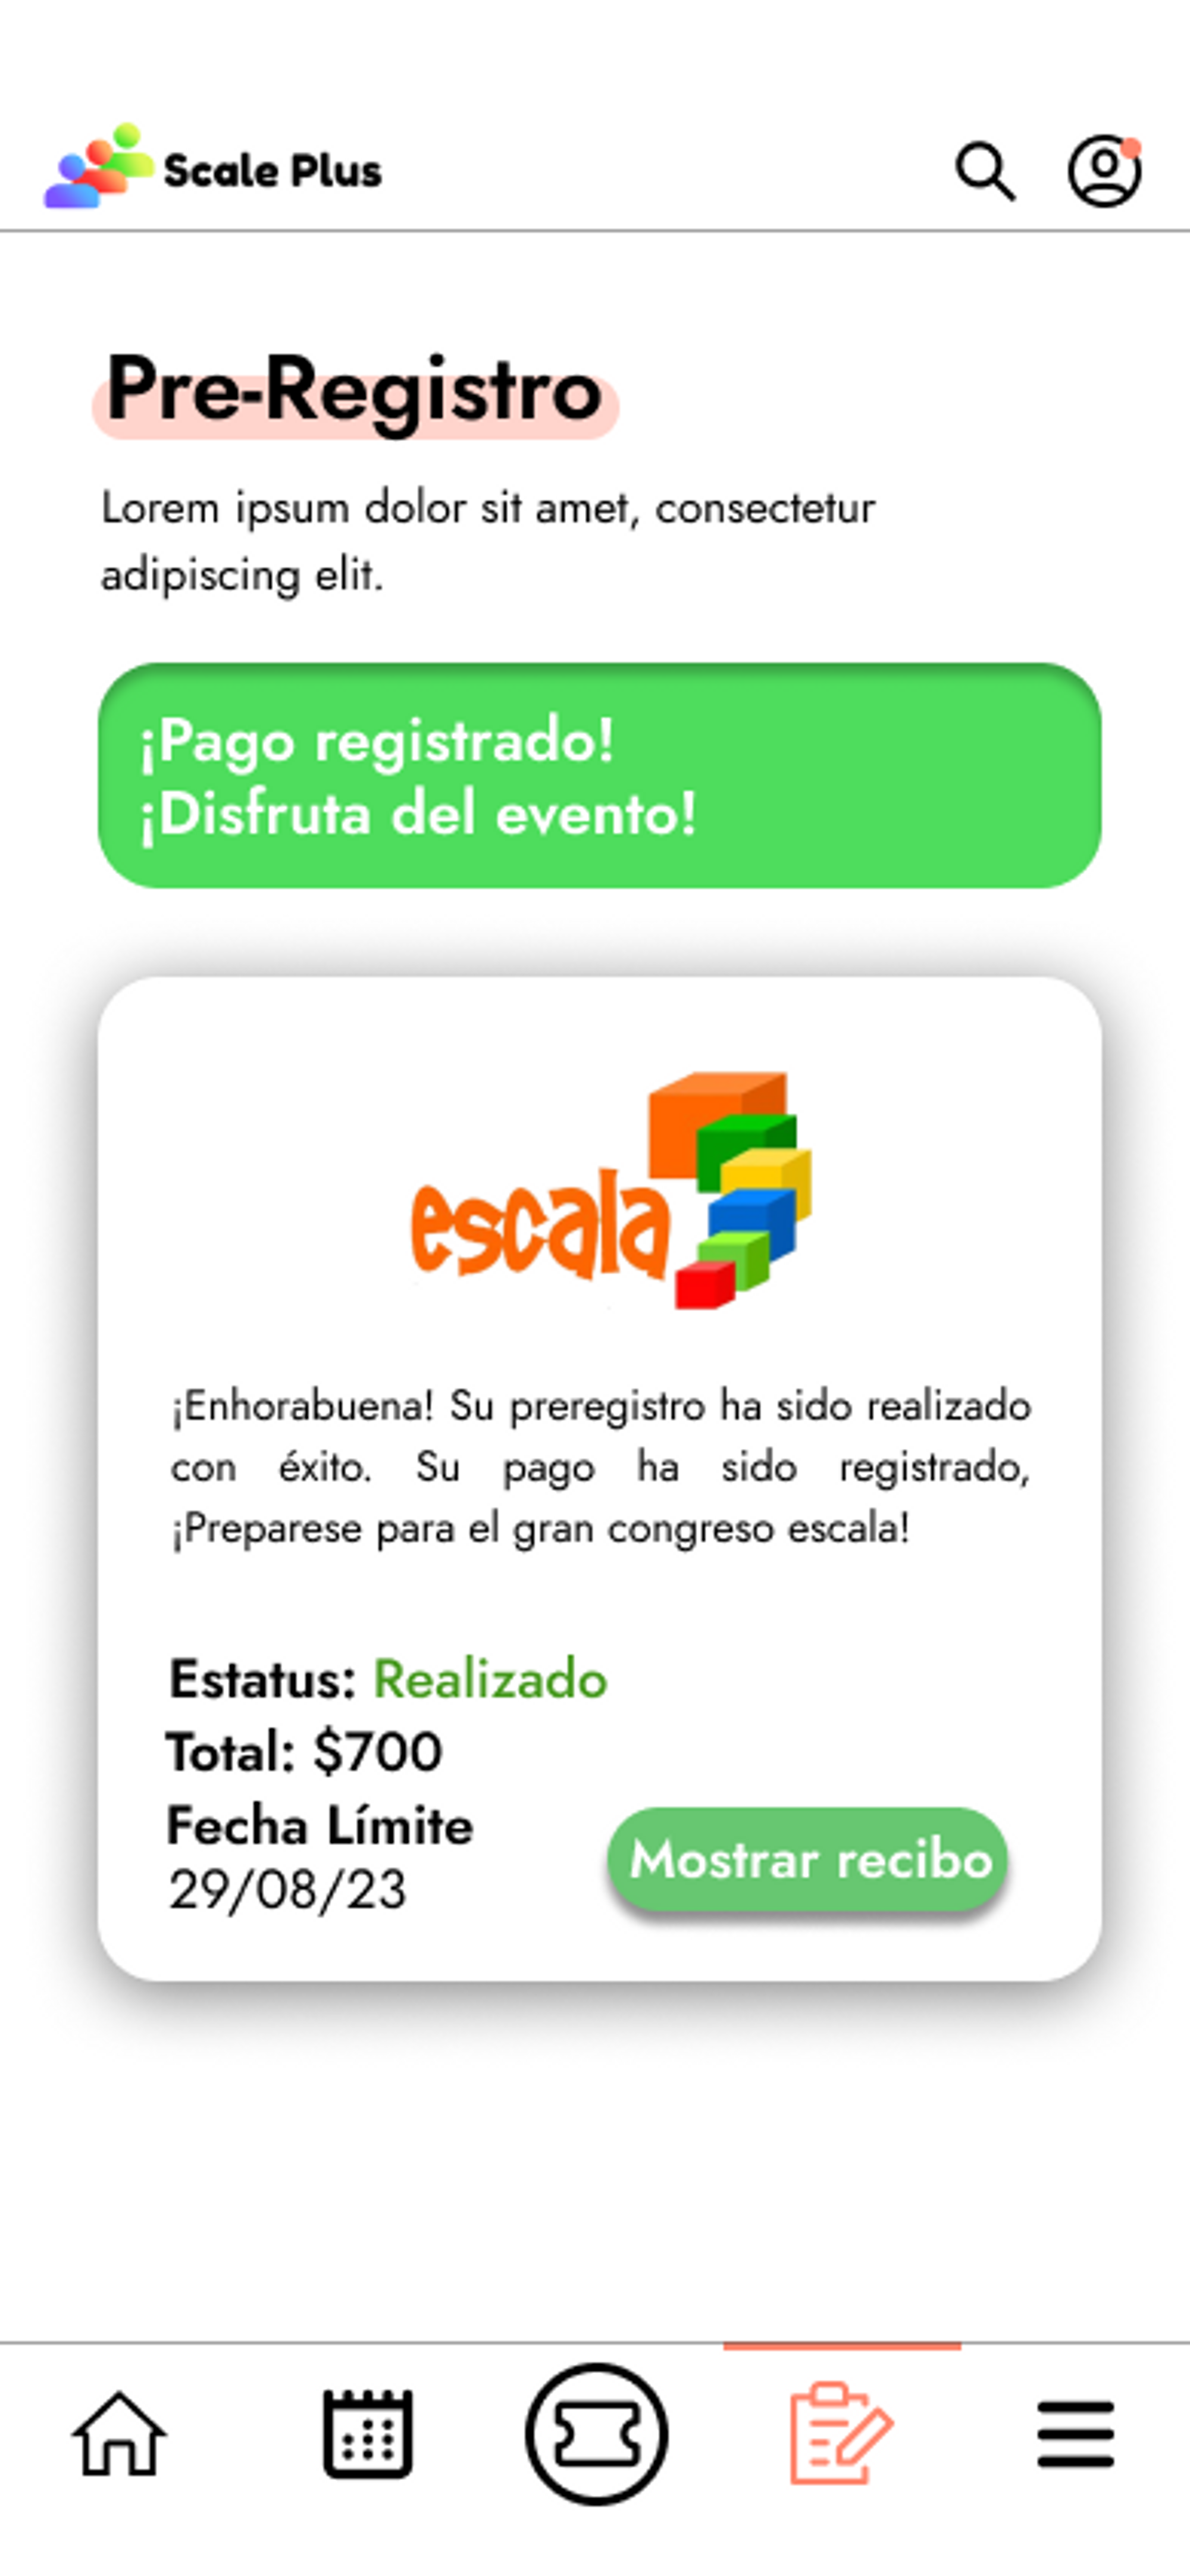 Scale Plus
Pre-Registro
Lorem ipsum dolor sit amet, consectetur
adipiscing elit.
¡Pago registrado!
¡Disfruta del evento!
escala
¡Enhorabuena! Su preregistro ha sido realizado
con éxito. Su pago ha sido registrado,
¡Preparese para el gran congreso escala!
Estatus: Realizado
Total: $700
Fecha Límite
29/08/23
Mostrar recibo